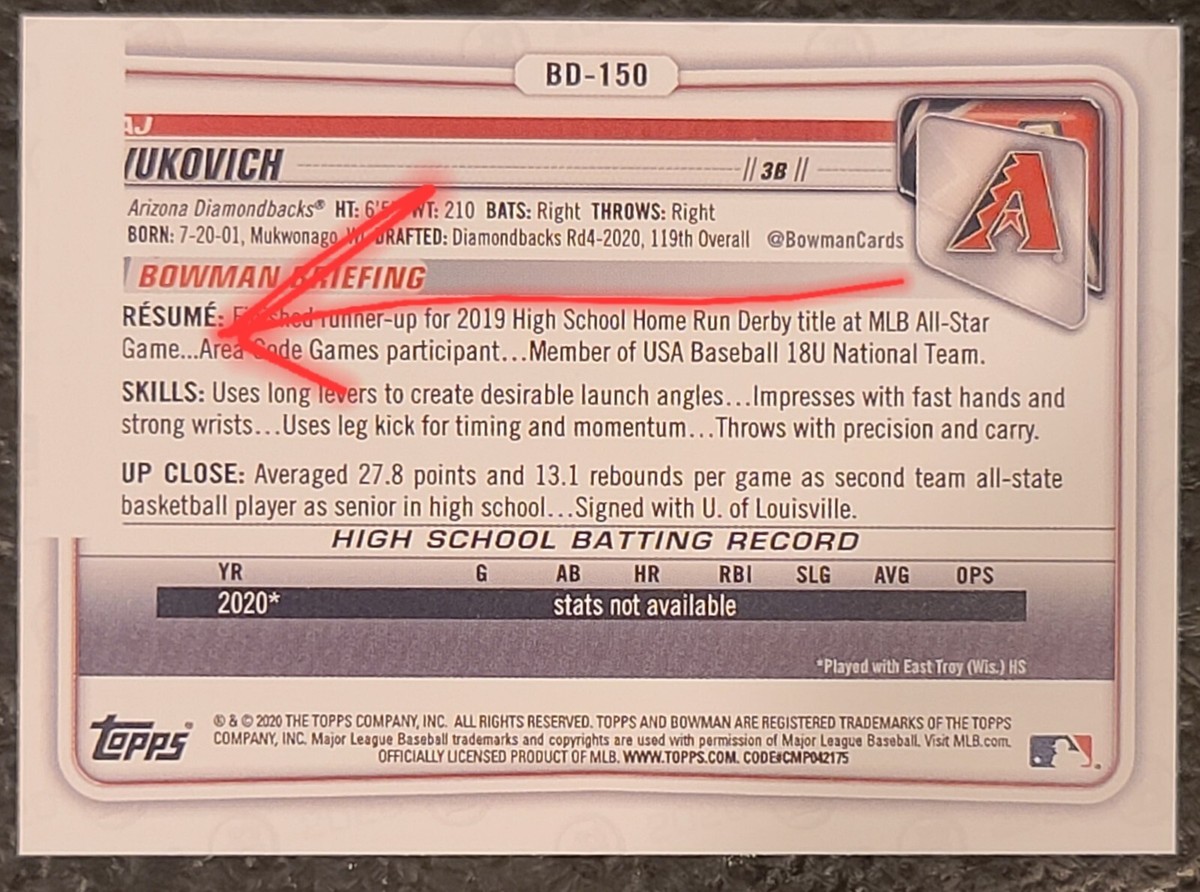 BD-150
AJ
VUKOVICH // 3B //
Arizona Diamondbacks® HT: 6'5" WT: 210 BATS: Right THROWS: Right
BORN: 7-20-01, Mukwonago, WI DRAFTED: Diamondbacks Rd4-2020, 119th Overall @BowmanCards
BOWMAN BRIEFING
RÉSUMÉ: Finished runner-up for 2019 High School Home Run Derby title at MLB All-Star
Game...Area Code Games participant...Member of USA Baseball 18U National Team.
SKILLS: Uses long levers to create desirable launch angles...Impresses with fast hands and
strong wrists...Uses leg kick for timing and momentum...Throws with precision and carry.
UP CLOSE: Averaged 27.8 points and 13.1 rebounds per game as second team all-state
basketball player as senior in high school...Signed with U. of Louisville.
HIGH SCHOOL BATTING RECORD
YR G AB HR RBI SLG AVG OPS
2020* stats not available
*Played with East Troy (Wis.) HS
topps®
® & © 2020 THE TOPPS COMPANY, INC. ALL RIGHTS RESERVED. TOPPS AND BOWMAN ARE REGISTERED TRADEMARKS OF THE TOPPS
COMPANY, INC. Major League Baseball trademarks and copyrights are used with permission of Major League Baseball. Visit MLB.com.
OFFICIALLY LICENSED PRODUCT OF MLB. WWW.TOPPS.COM. CODE#CMP042175